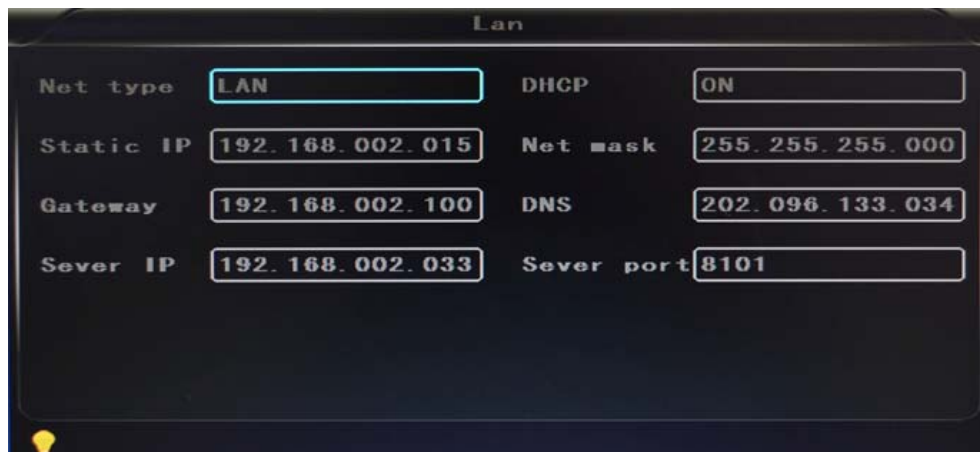 Lan
Net type LAN DHCP ON
Static IP 192.168.002.015 Net mask 255.255.255.000
Gateway 192.168.002.100 DNS 202.096.133.034
Sever IP 192.168.002.033 Sever port 8101